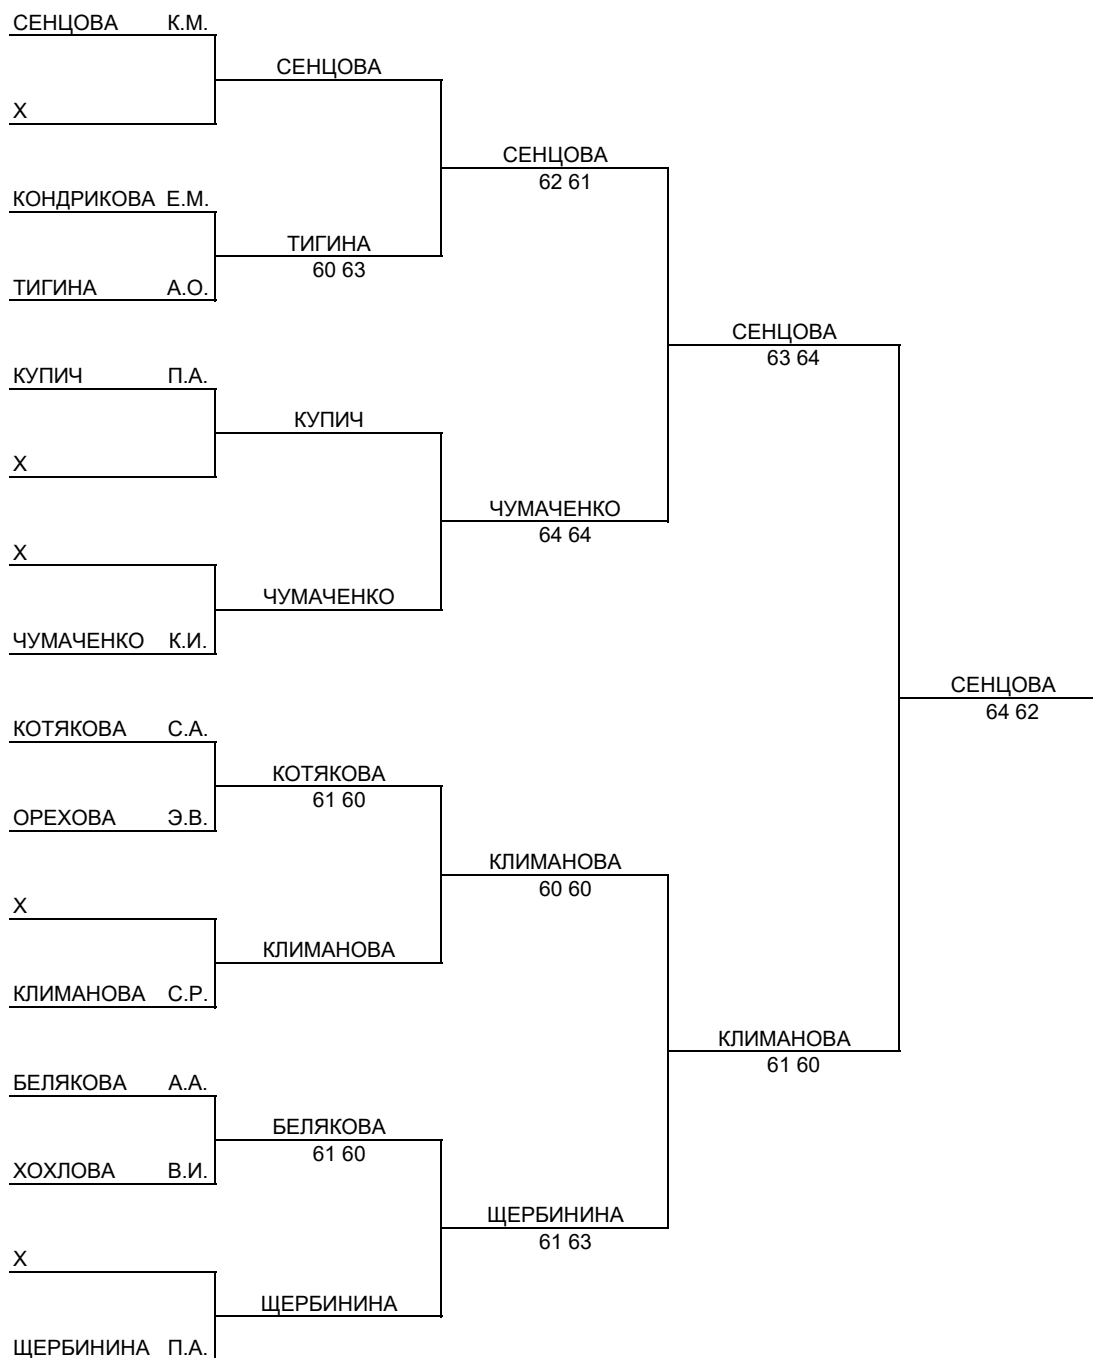 СЕНЦОВА К.М.
СЕНЦОВА
Х
СЕНЦОВА
62 61
КОНДРИКОВА Е.М.
ТИГИНА
60 63
ТИГИНА А.О.
СЕНЦОВА
63 64
КУПИЧ П.А.
КУПИЧ
Х
ЧУМАЧЕНКО
64 64
Х
ЧУМАЧЕНКО
ЧУМАЧЕНКО К.И.
СЕНЦОВА
64 62
КОТЯКОВА С.А.
КОТЯКОВА
61 60
ОРЕХОВА Э.В.
КЛИМАНОВА
60 60
Х
КЛИМАНОВА
КЛИМАНОВА С.Р.
КЛИМАНОВА
61 60
БЕЛЯКОВА А.А.
БЕЛЯКОВА
61 60
ХОХЛОВА В.И.
ЩЕРБИНИНА
61 63
Х
ЩЕРБИНИНА
ЩЕРБИНИНА П.А.